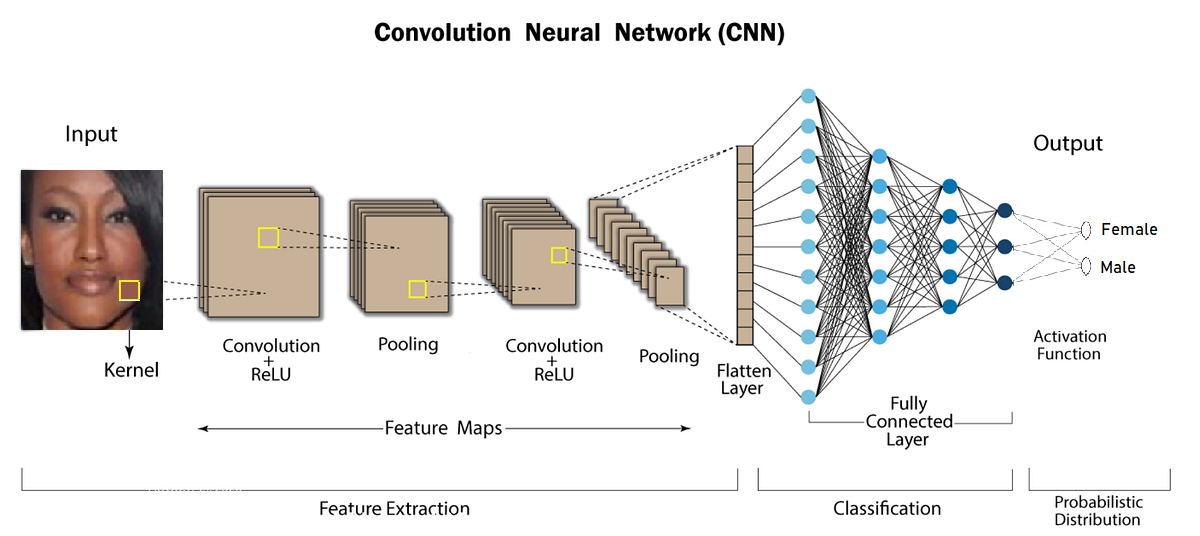 Convolution Neural Network (CNN)
Input
Output
Female
Male
Kernel
Convolution
+
ReLU
Pooling
Convolution
+
ReLU
Pooling
Flatten
Layer
Activation
Function
Feature Maps
Fully
Connected
Layer
Feature Extraction
Classification
Probabilistic
Distribution